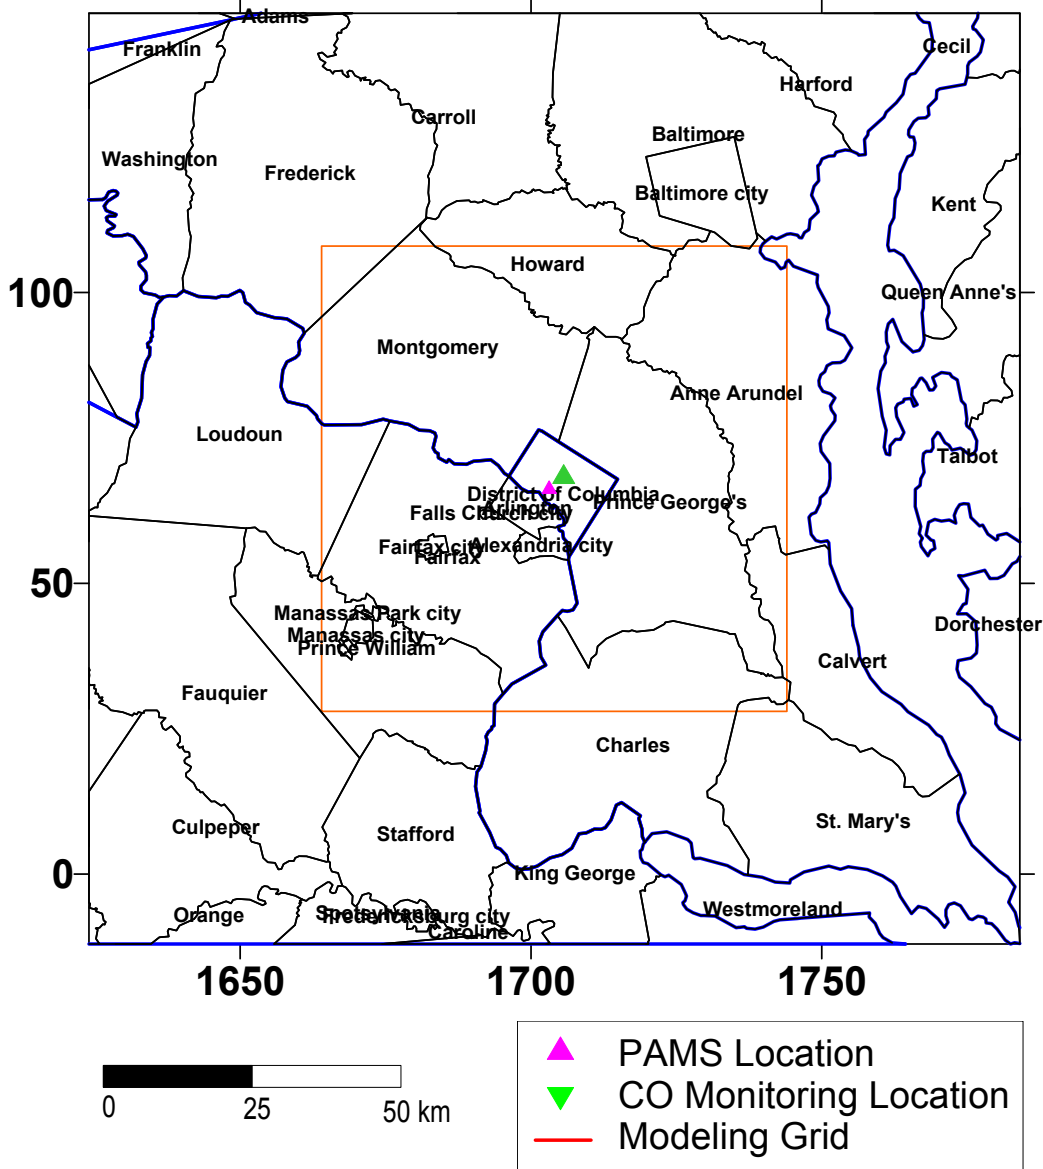 Adams
Franklin
Cecil
Harford
Carroll
Baltimore
Washington
Frederick
Baltimore city
Kent
Howard
100
Queen Anne's
Montgomery
Anne Arundel
Loudoun
Talbot
District of Columbia
Prince George's
Arlington
Falls Church city
Fairfax city
Alexandria city
Fairfax
50
Manassas Park city
Dorchester
Manassas city
Prince William
Calvert
Fauquier
Charles
St. Mary's
Culpeper
Stafford
0
King George
Westmoreland
Orange
Spotsylvania
Fredericksburg city
Caroline
1650
1700
1750
0
25
50 km
PAMS Location
CO Monitoring Location
Modeling Grid